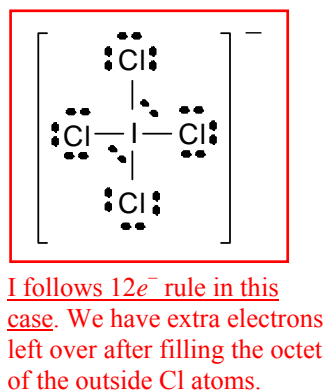 Cl
Cl I Cl
Cl
−
I follows 12e⁻ rule in this
case. We have extra electrons
left over after filling the octet
of the outside Cl atoms.